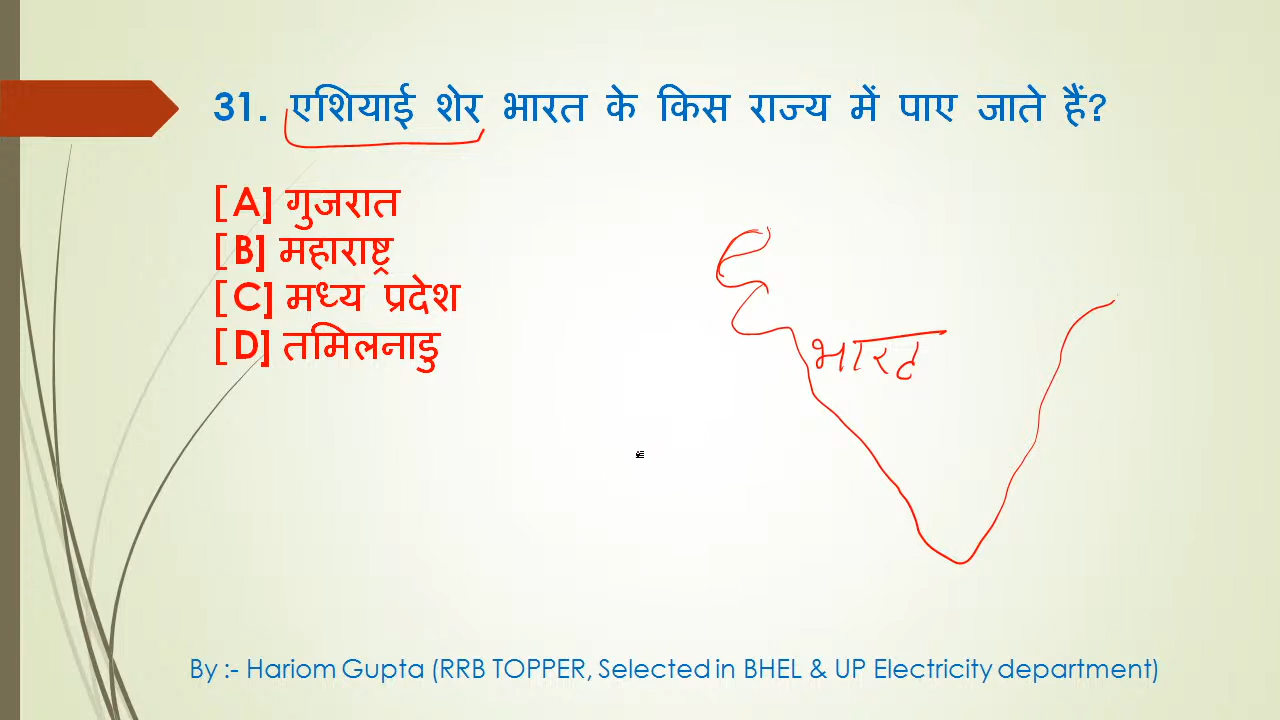 31. एशियाई शेर भारत के किस राज्य में पाए जाते हैं?
[A] गुजरात
[B] महाराष्ट्र
[C] मध्य प्रदेश
[D] तमिलनाडु
भारत
By :- Hariom Gupta (RRB TOPPER, Selected in BHEL & UP Electricity department)